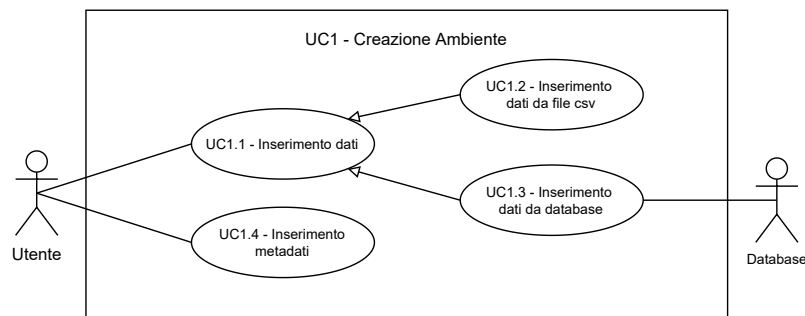 UC1 - Creazione Ambiente
UC1.2 - Inserimento
dati da file csv
UC1.1 - Inserimento dati
UC1.3 - Inserimento
dati da database
UC1.4 - Inserimento
metadati
Utente
Database